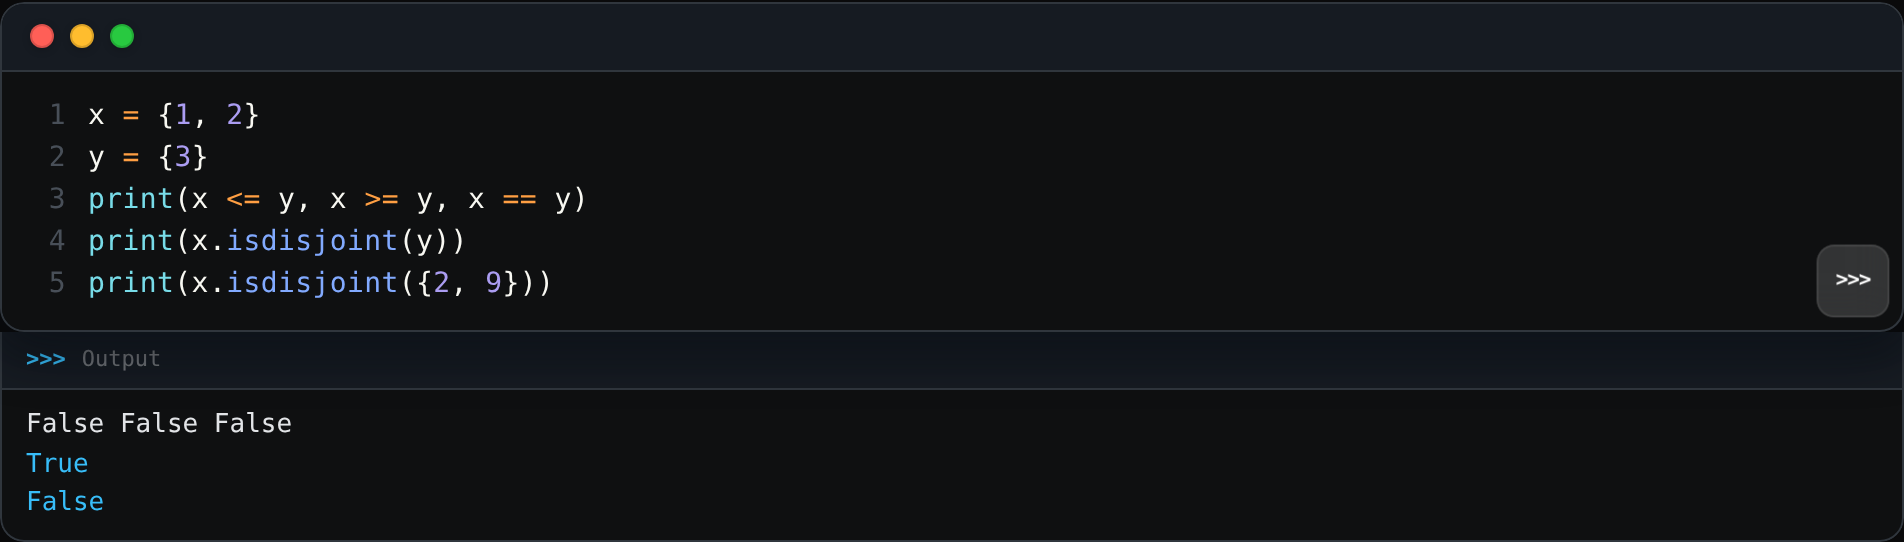 1 x = {1, 2}
2 y = {3}
3 print(x <= y, x >= y, x == y)
4 print(x.isdisjoint(y))
5 print(x.isdisjoint({2, 9}))
>>>
>>> Output
False False False
True
False